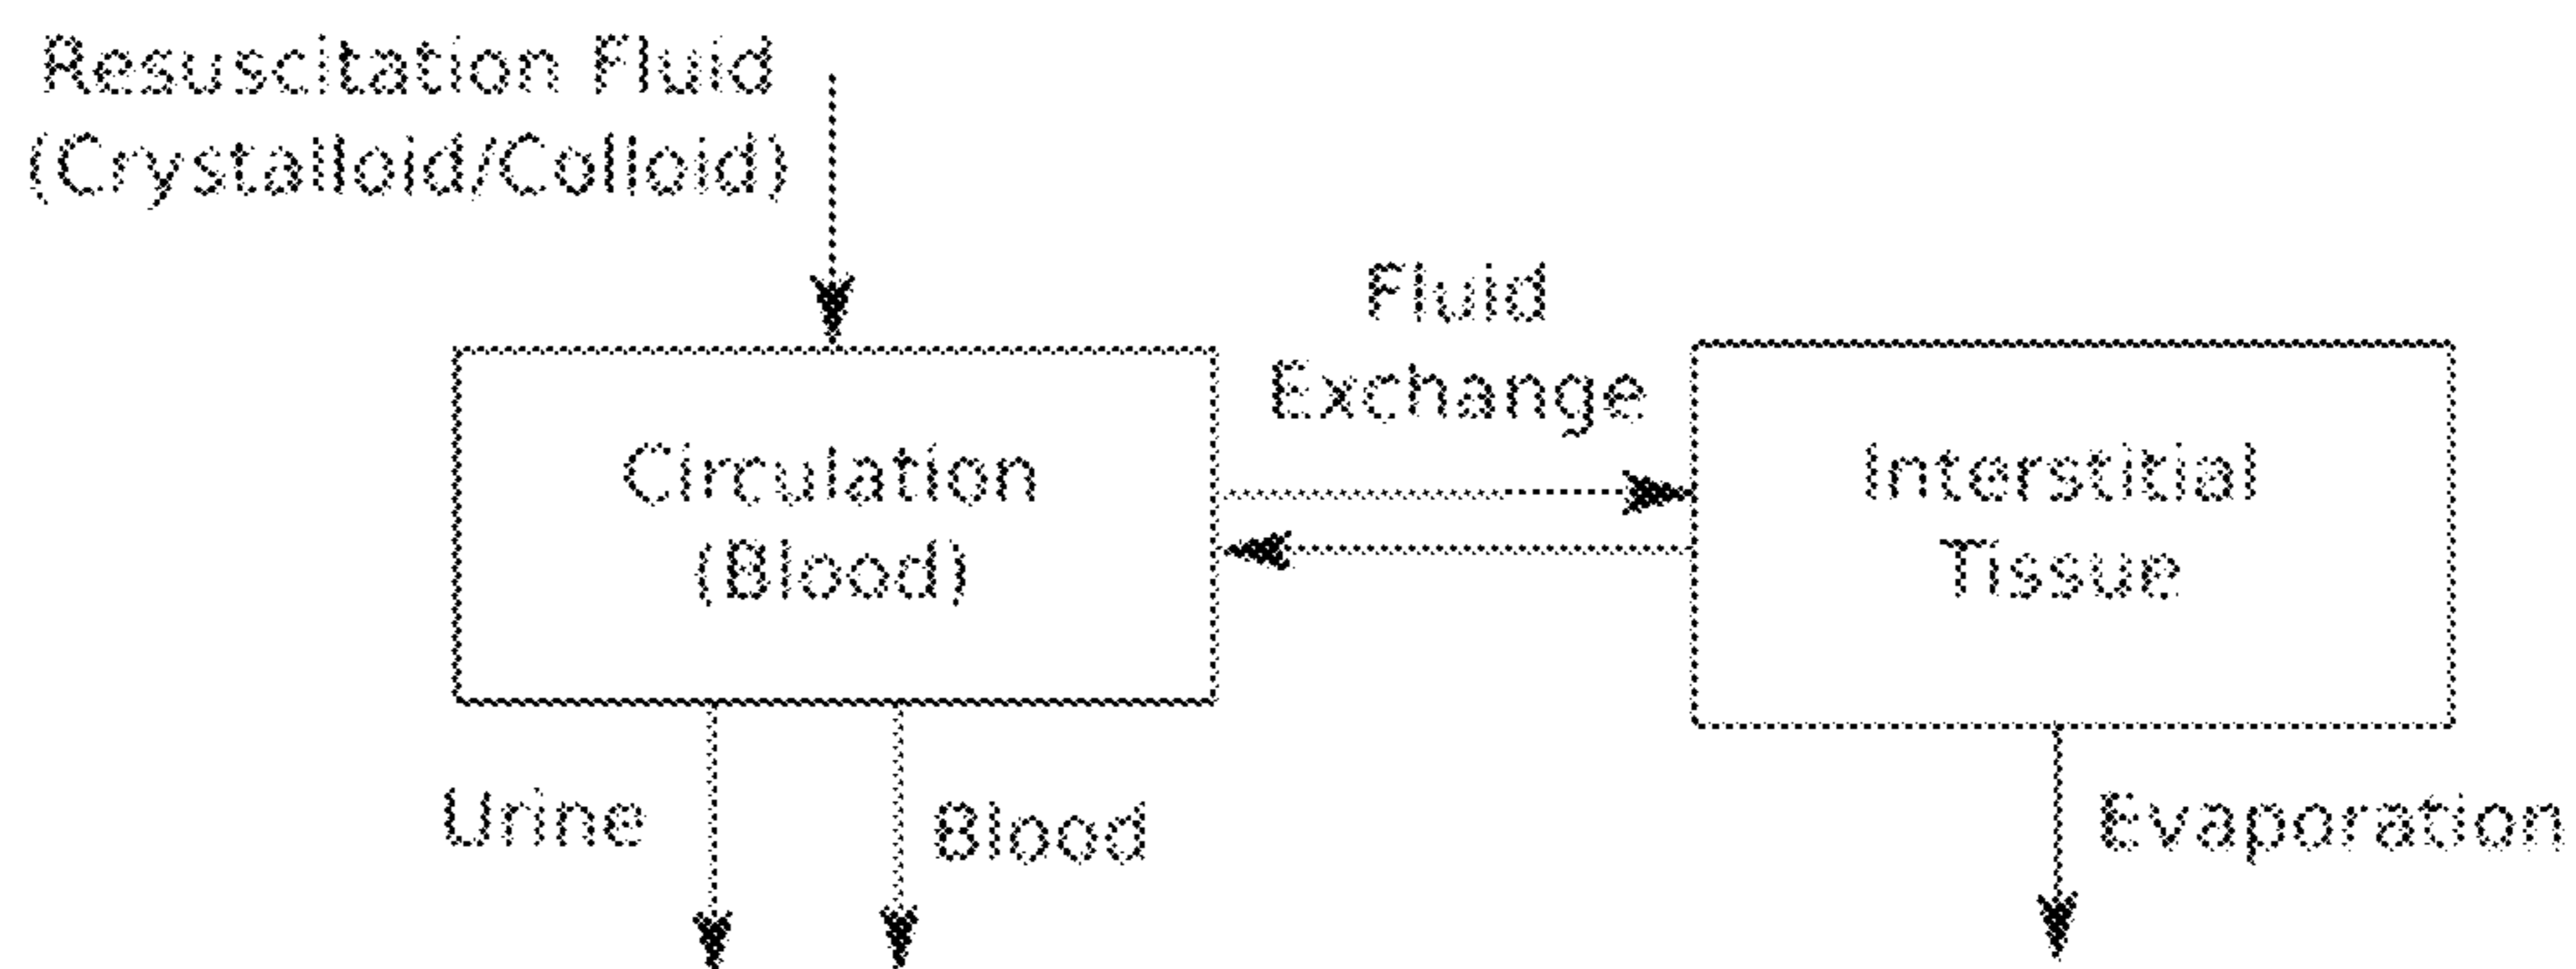 Resuscitation Fluid
(Crystalloid/Colloid)
Fluid
Exchange
Circulation
(Blood)
Interstitial
Tissue
Urine
Blood
Evaporation